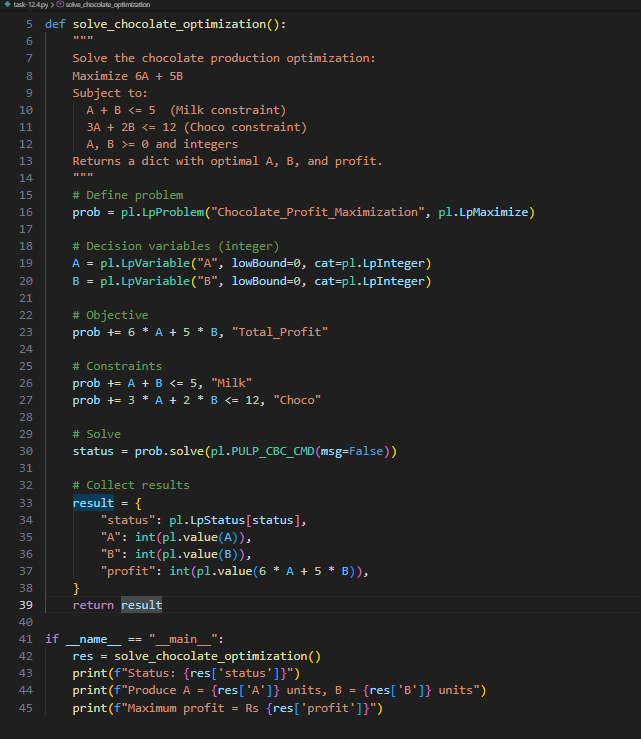 task-12.4.py > solve_chocolate_optimization
5 def solve_chocolate_optimization():
6     """
7     Solve the chocolate production optimization:
8     Maximize 6A + 5B
9     Subject to:
10       A + B <= 5  (Milk constraint)
11       3A + 2B <= 12 (Choco constraint)
12       A, B >= 0 and integers
13     Returns a dict with optimal A, B, and profit.
14     """
15     # Define problem
16     prob = pl.LpProblem("Chocolate_Profit_Maximization", pl.LpMaximize)
17
18     # Decision variables (integer)
19     A = pl.LpVariable("A", lowBound=0, cat=pl.LpInteger)
20     B = pl.LpVariable("B", lowBound=0, cat=pl.LpInteger)
21
22     # Objective
23     prob += 6 * A + 5 * B, "Total_Profit"
24
25     # Constraints
26     prob += A + B <= 5, "Milk"
27     prob += 3 * A + 2 * B <= 12, "Choco"
28
29     # Solve
30     status = prob.solve(pl.PULP_CBC_CMD(msg=False))
31
32     # Collect results
33     result = {
34         "status": pl.LpStatus[status],
35         "A": int(pl.value(A)),
36         "B": int(pl.value(B)),
37         "profit": int(pl.value(6 * A + 5 * B)),
38     }
39     return result
40
41 if __name__ == "__main__":
42     res = solve_chocolate_optimization()
43     print(f"Status: {res['status']}")
44     print(f"Produce A = {res['A']} units, B = {res['B']} units")
45     print(f"Maximum profit = Rs {res['profit']}")